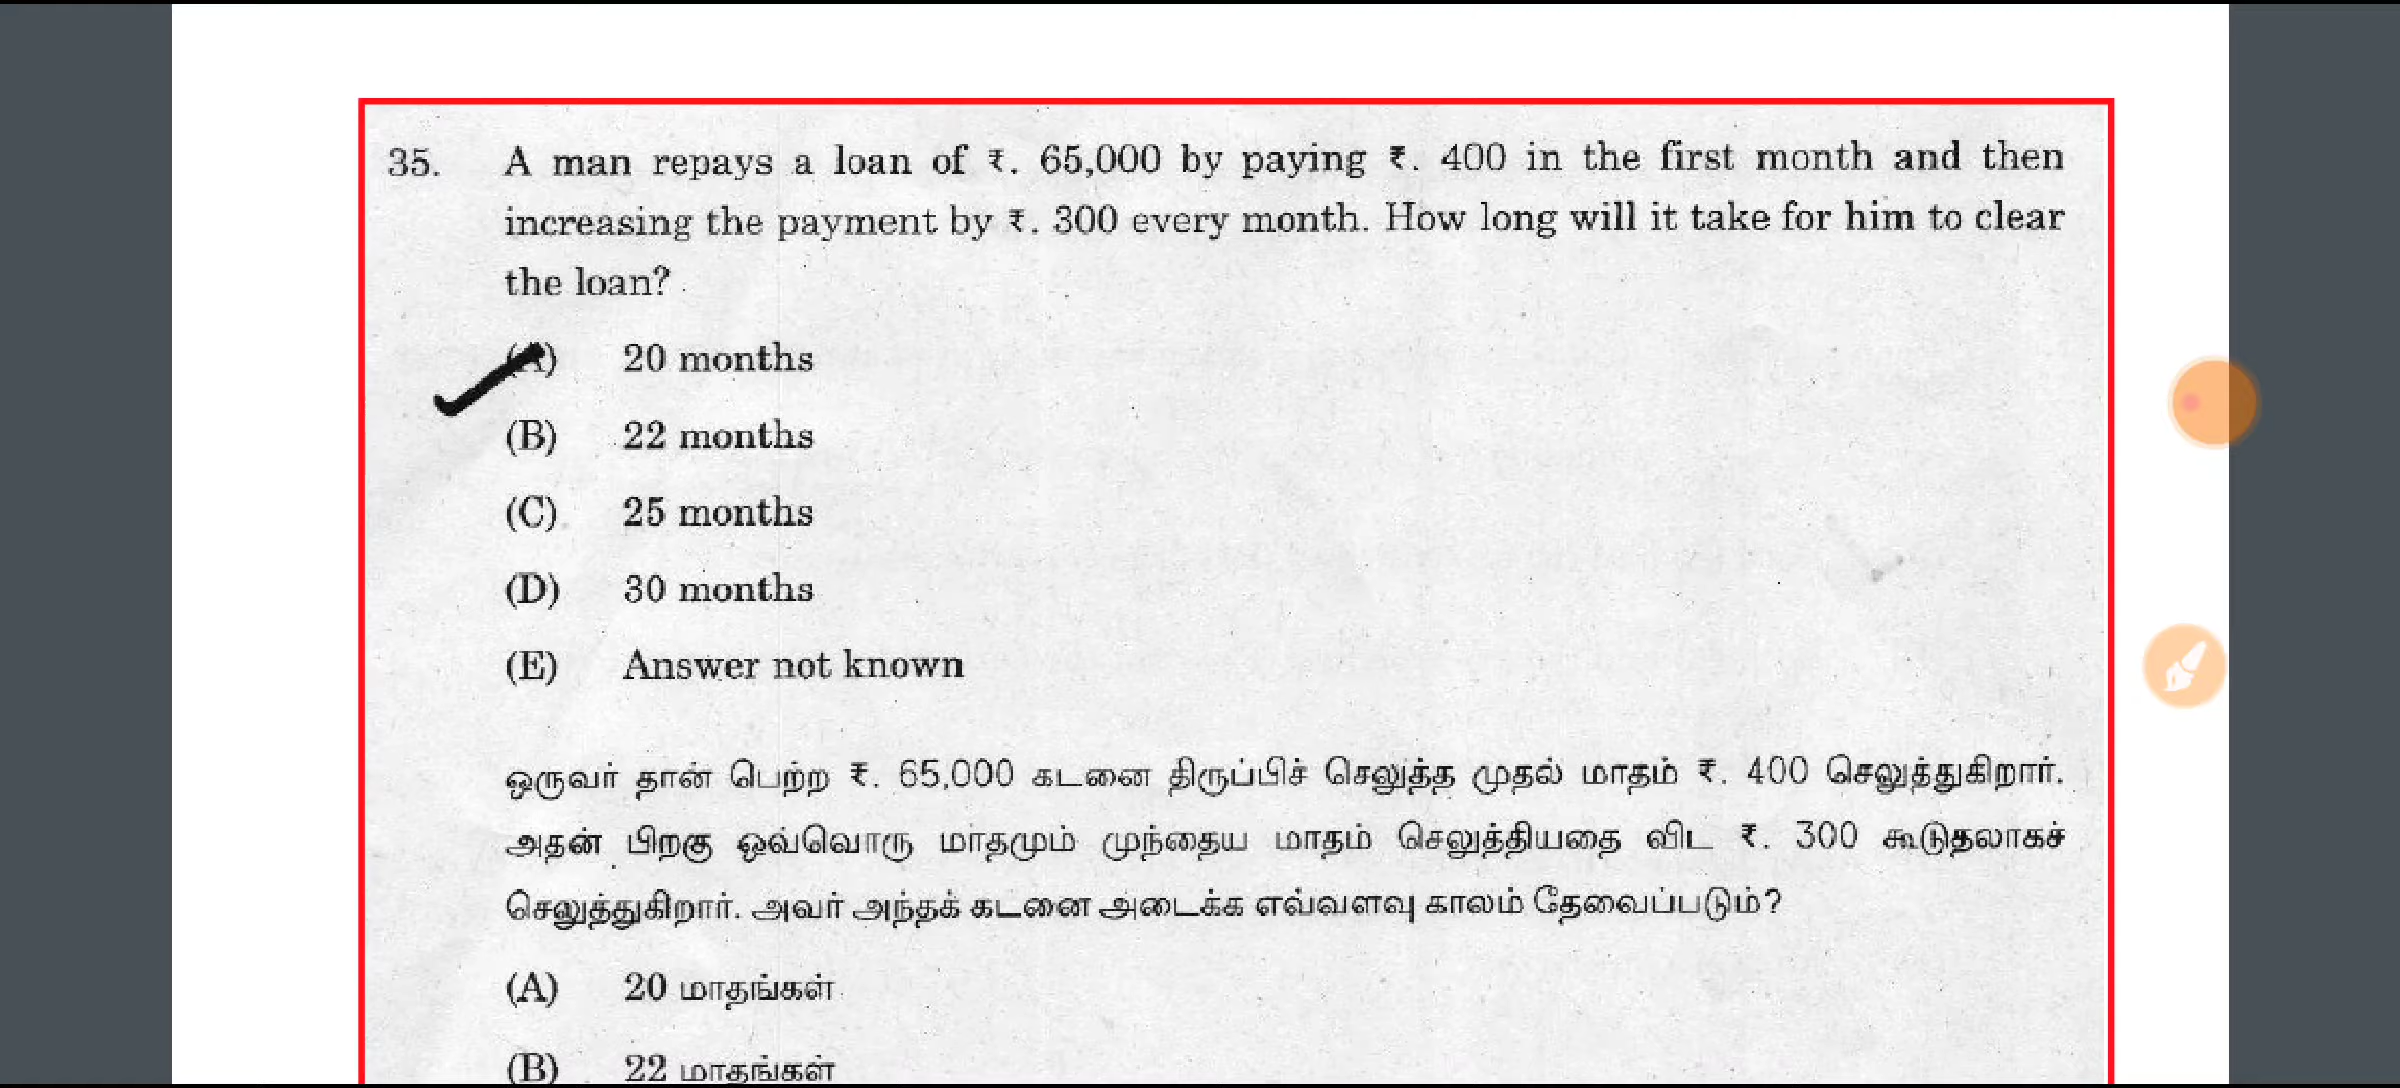 35. A man repays a loan of ₹. 65,000 by paying ₹. 400 in the first month and then
increasing the payment by ₹. 300 every month. How long will it take for him to clear
the loan?
(A) 20 months
(B) 22 months
(C) 25 months
(D) 30 months
(E) Answer not known
ஒருவர் தான் பெற்ற ₹. 65,000 கடனை திருப்பிச் செலுத்த முதல் மாதம் ₹. 400 செலுத்துகிறார்.
அதன் பிறகு ஒவ்வொரு மாதமும் முந்தைய மாதம் செலுத்தியதை விட ₹. 300 கூடுதலாகச்
செலுத்துகிறார். அவர் அந்தக் கடனை அடைக்க எவ்வளவு காலம் தேவைப்படும்?
(A) 20 மாதங்கள்
(B) 22 மாதங்கள்